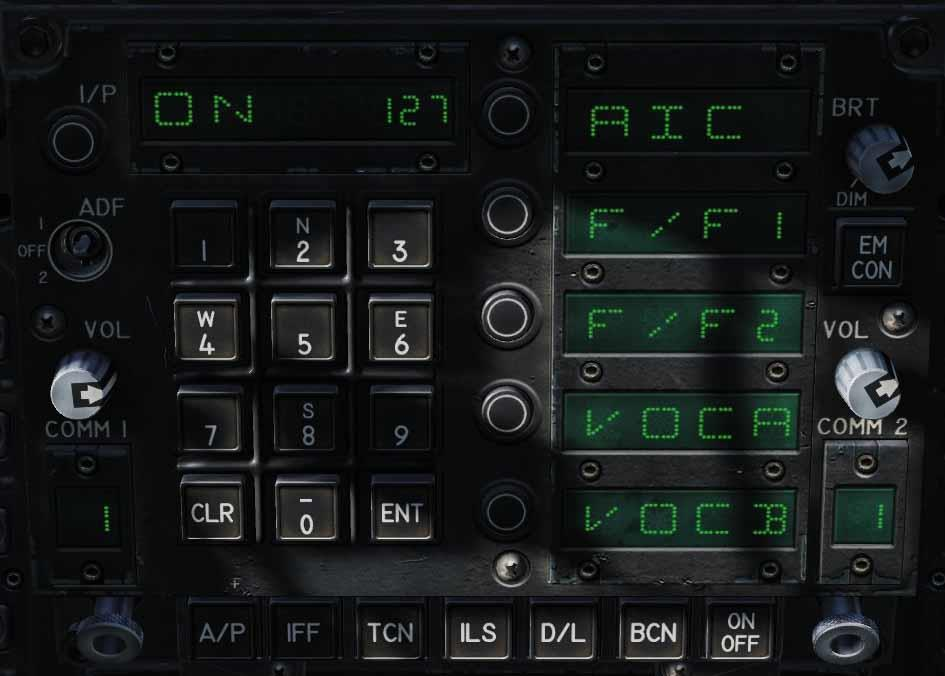 I/P
ON 127
AIC
BRT
DIM
ADF
1
OFF
2
1
N
2
3
F/F1
EM
CON
VOL
W
4
5
E
6
F/F2
VOL
COMM 1
7
S
8
9
VOCA
COMM 2
1
CLR
–
0
ENT
VOCB
1
A/P
IFF
TCN
ILS
D/L
BCN
ON
OFF